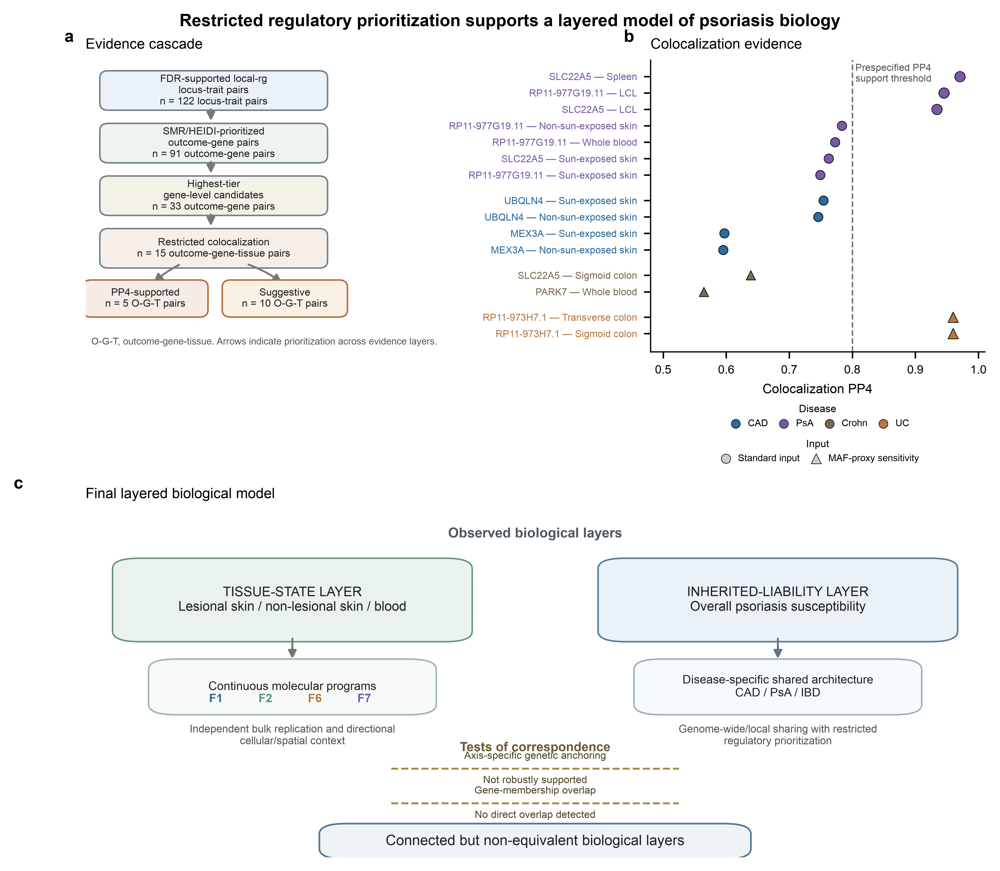 Restricted regulatory prioritization supports a layered model of psoriasis biology
a
Evidence cascade
FDR-supported local-rg
locus-trait pairs
n = 122 locus-trait pairs
SMR/HEIDI-prioritized
outcome-gene pairs
n = 91 outcome-gene pairs
Highest-tier
gene-level candidates
n = 33 outcome-gene pairs
Restricted colocalization
n = 15 outcome-gene-tissue pairs
PP4-supported
n = 5 O-G-T pairs
Suggestive
n = 10 O-G-T pairs
O-G-T, outcome-gene-tissue. Arrows indicate prioritization across evidence layers.
b
Colocalization evidence
Prespecified PP4
support threshold
SLC22A5 — Spleen
RP11-977G19.11 — LCL
SLC22A5 — LCL
RP11-977G19.11 — Non-sun-exposed skin
RP11-977G19.11 — Whole blood
SLC22A5 — Sun-exposed skin
RP11-977G19.11 — Sun-exposed skin
UBQLN4 — Sun-exposed skin
UBQLN4 — Non-sun-exposed skin
MEX3A — Sun-exposed skin
MEX3A — Non-sun-exposed skin
SLC22A5 — Sigmoid colon
PARK7 — Whole blood
RP11-973H7.1 — Transverse colon
RP11-973H7.1 — Sigmoid colon
0.5 0.6 0.7 0.8 0.9 1.0
Colocalization PP4
Disease
CAD PsA Crohn UC
Input
Standard input MAF-proxy sensitivity
c
Final layered biological model
Observed biological layers
TISSUE-STATE LAYER
Lesional skin / non-lesional skin / blood
Continuous molecular programs
F1 F2 F6 F7
Independent bulk replication and directional
cellular/spatial context
INHERITED-LIABILITY LAYER
Overall psoriasis susceptibility
Disease-specific shared architecture
CAD / PsA / IBD
Genome-wide/local sharing with restricted
regulatory prioritization
Tests of correspondence
Axis-specific genetic anchoring
Not robustly supported
Gene-membership overlap
No direct overlap detected
Connected but non-equivalent biological layers